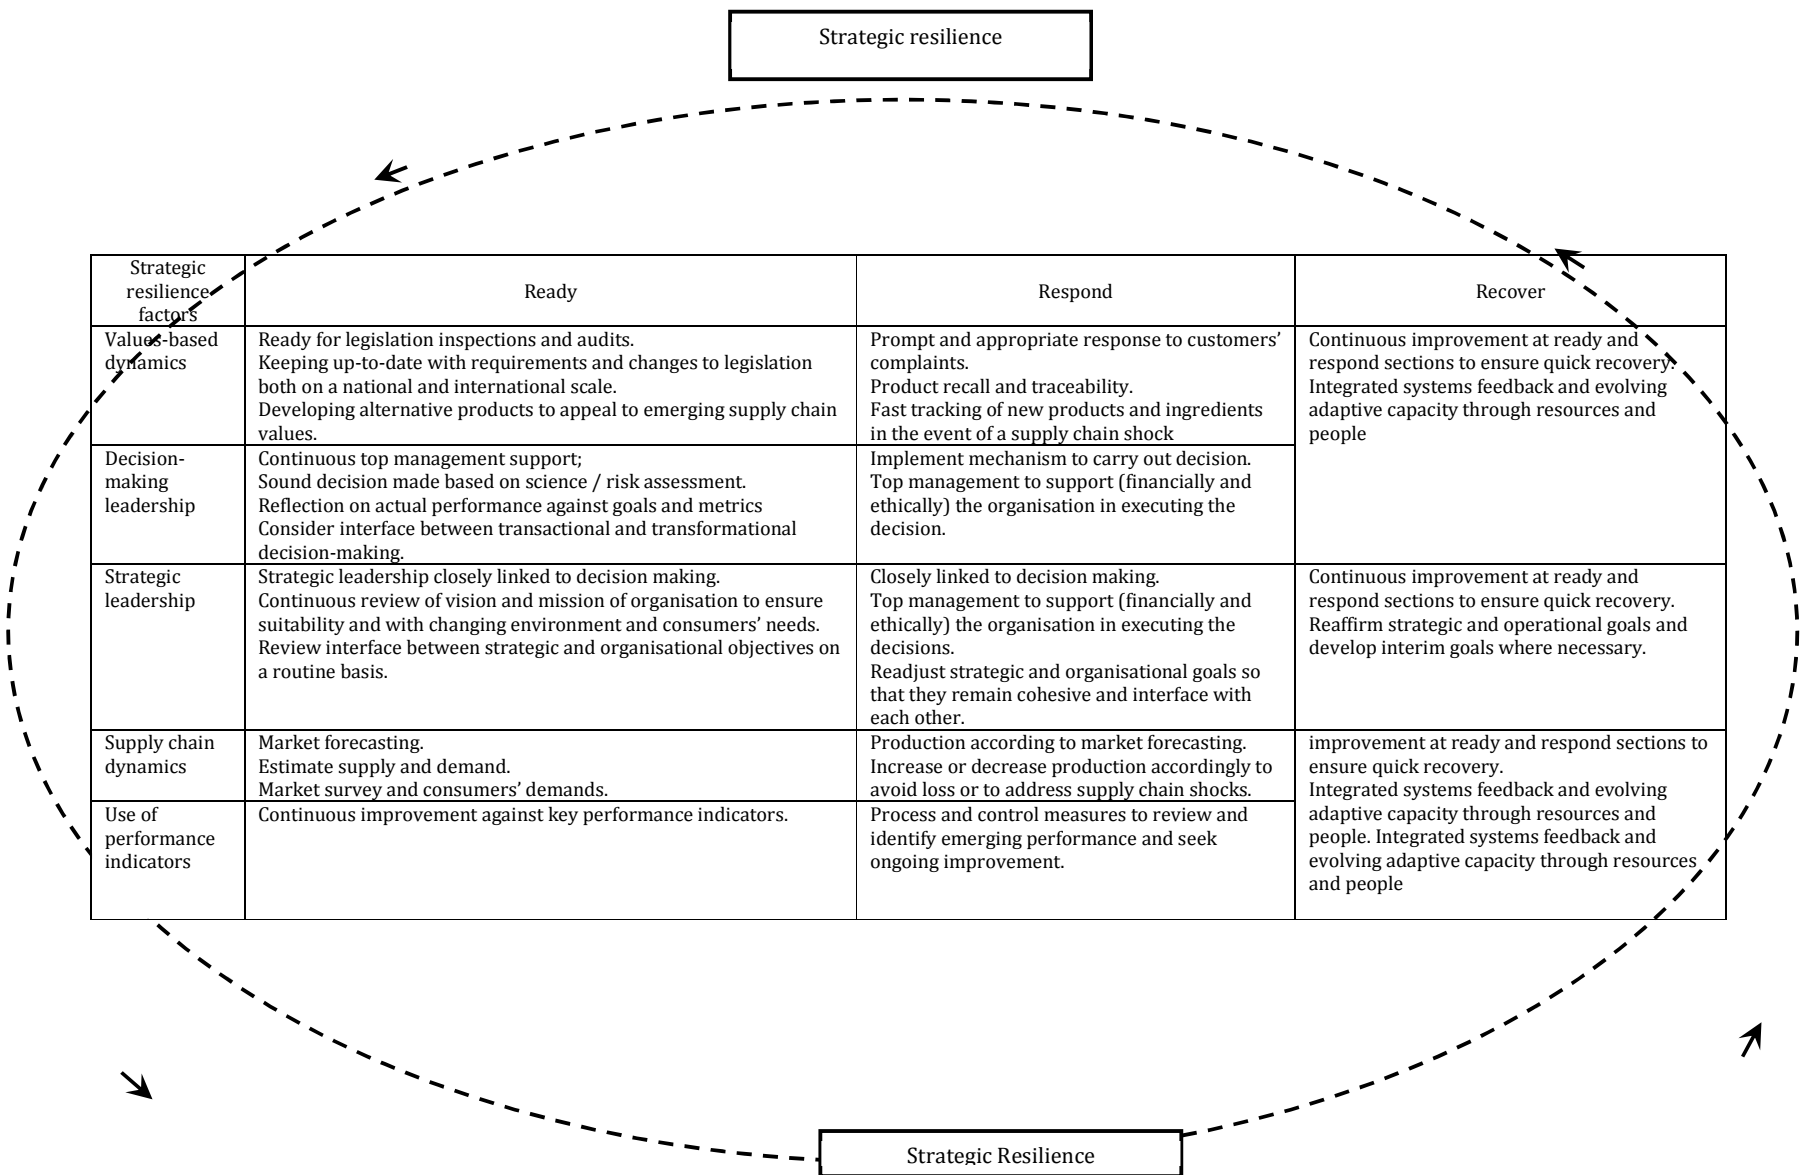 Strategic resilience
Strategic
resilience
factors
Ready
Respond
Recover
Values-based
dynamics
Ready for legislation inspections and audits.
Keeping up-to-date with requirements and changes to legislation
both on a national and international scale.
Developing alternative products to appeal to emerging supply chain
values.
Prompt and appropriate response to customers’
complaints.
Product recall and traceability.
Fast tracking of new products and ingredients
in the event of a supply chain shock
Continuous improvement at ready and
respond sections to ensure quick recovery.
Integrated systems feedback and evolving
adaptive capacity through resources and
people
Decision-
making
leadership
Continuous top management support;
Sound decision made based on science / risk assessment.
Reflection on actual performance against goals and metrics
Consider interface between transactional and transformational
decision-making.
Implement mechanism to carry out decision.
Top management to support (financially and
ethically) the organisation in executing the
decision.
Strategic
leadership
Strategic leadership closely linked to decision making.
Continuous review of vision and mission of organisation to ensure
suitability and with changing environment and consumers’ needs.
Review interface between strategic and organisational objectives on
a routine basis.
Closely linked to decision making.
Top management to support (financially and
ethically) the organisation in executing the
decisions.
Readjust strategic and organisational goals so
that they remain cohesive and interface with
each other.
Continuous improvement at ready and
respond sections to ensure quick recovery.
Reaffirm strategic and operational goals and
develop interim goals where necessary.
Supply chain
dynamics
Market forecasting.
Estimate supply and demand.
Market survey and consumers’ demands.
Production according to market forecasting.
Increase or decrease production accordingly to
avoid loss or to address supply chain shocks.
improvement at ready and respond sections to
ensure quick recovery.
Integrated systems feedback and evolving
adaptive capacity through resources and
people. Integrated systems feedback and
evolving adaptive capacity through resources
and people
Use of
performance
indicators
Continuous improvement against key performance indicators.
Process and control measures to review and
identify emerging performance and seek
ongoing improvement.
Strategic Resilience